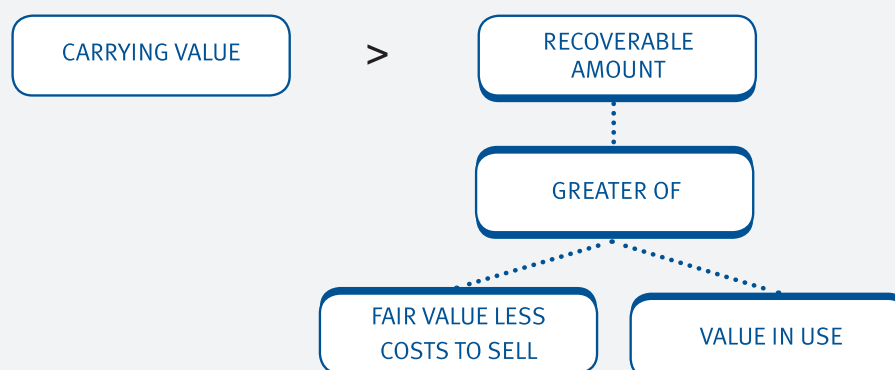 CARRYING VALUE
>
RECOVERABLE
AMOUNT
GREATER OF
FAIR VALUE LESS
COSTS TO SELL
VALUE IN USE